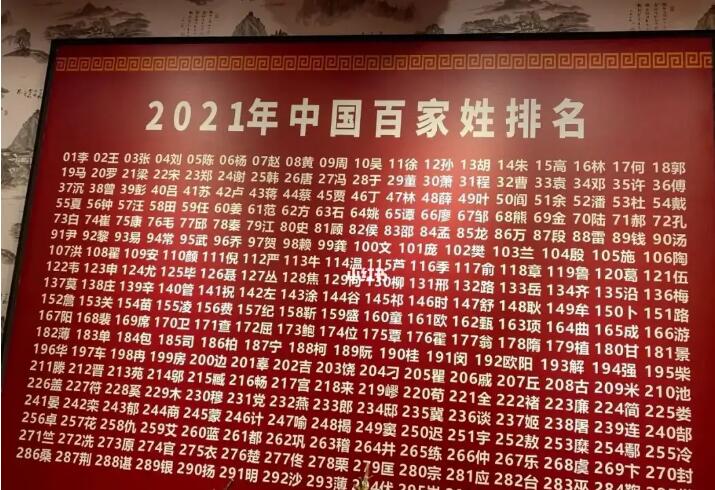 2021年中国百家姓排名
01李 02王 03张 04刘 05陈 06杨 07赵 08黄 09周 10吴 11徐 12孙 13胡 14朱 15高 16林 17何 18郭
19马 20罗 21梁 22宋 23郑 24谢 25韩 26唐 27冯 28于 29董 30萧 31程 32曹 33袁 34邓 35许 36傅
37沉 38曾 39彭 40吕 41苏 42卢 43蒋 44蔡 45贾 46丁 47林 48薛 49叶 50阎 51余 52潘 53杜 54戴
55夏 56钟 57汪 58田 59任 60姜 61范 62方 63石 64姚 65谭 66廖 67邹 68熊 69金 70陆 71郝 72孔
73白 74崔 75康 76毛 77邱 78秦 79江 80史 81顾 82侯 83邵 84孟 85龙 86万 87段 88雷 89钱 90汤
91尹 92黎 93易 94常 95武 96乔 97贺 98赖 99龚 100文 101庞 102樊 103兰 104殷 105施 106陶
107洪 108翟 109安 110颜 111倪 112严 113牛 114温 115芦 116季 117俞 118章 119鲁 120葛 121伍
122韦 123申 124尤 125毕 126聂 127丛 128焦 129向 130柳 131邢 132路 133岳 134齐 135沿 136梅
137莫 138庄 139辛 140管 141祝 142左 143涂 144谷 145祁 146时 147舒 148耿 149牟 150卜 151路
152詹 153关 154苗 155凌 156费 157纪 158靳 159盛 160童 161欧 162甄 163项 164曲 165成 166游
167阳 168裴 169席 170卫 171查 172屈 173鲍 174位 175覃 176霍 177翁 178隋 179植 180甘 181景
182薄 183单 184包 185司 186柏 187宁 188柯 189阮 190桂 191闵 192欧阳 193解 194强 195柴
196华 197车 198冉 199房 200边 201辜 202吉 203饶 204刁 205瞿 206戚 207丘 208古 209米 210池
211滕 212晋 213苑 214邬 215臧 216畅 217宫 218来 219嵺 220苟 221全 222褚 223廉 224简 225娄
226盖 227符 228奚 229木 230穆 231党 232燕 233郎 234邸 235冀 236谈 237姬 238屠 239连 240郜
241晏 242栾 243郁 244商 245蒙 246计 247喻 248揭 249窦 250迟 251宇 252敖 253糜 254鄢 255冷
256卓 257花 258仇 259艾 260蓝 261都 262巩 263稽 264井 265练 266仲 267乐 268虞 269卞 270封
271竺 272冼 273原 274官 275衣 276楚 277佟 278栗 279匡 280宗 281应 282台 283巫 284鞠
286桑 287荆 288谌 289银 290扬 291明 292沙
小红书